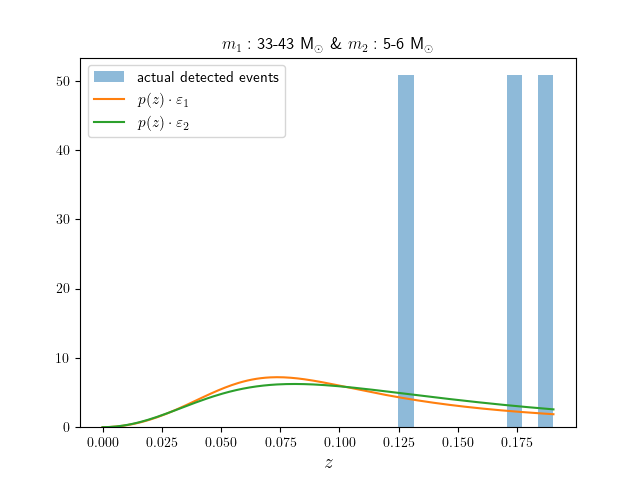 m₁ : 33-43 M⊙ & m₂ : 5-6 M⊙
actual detected events
p(z) · ε₁
p(z) · ε₂
50
40
30
20
10
0
0.000 0.025 0.050 0.075 0.100 0.125 0.150 0.175
z